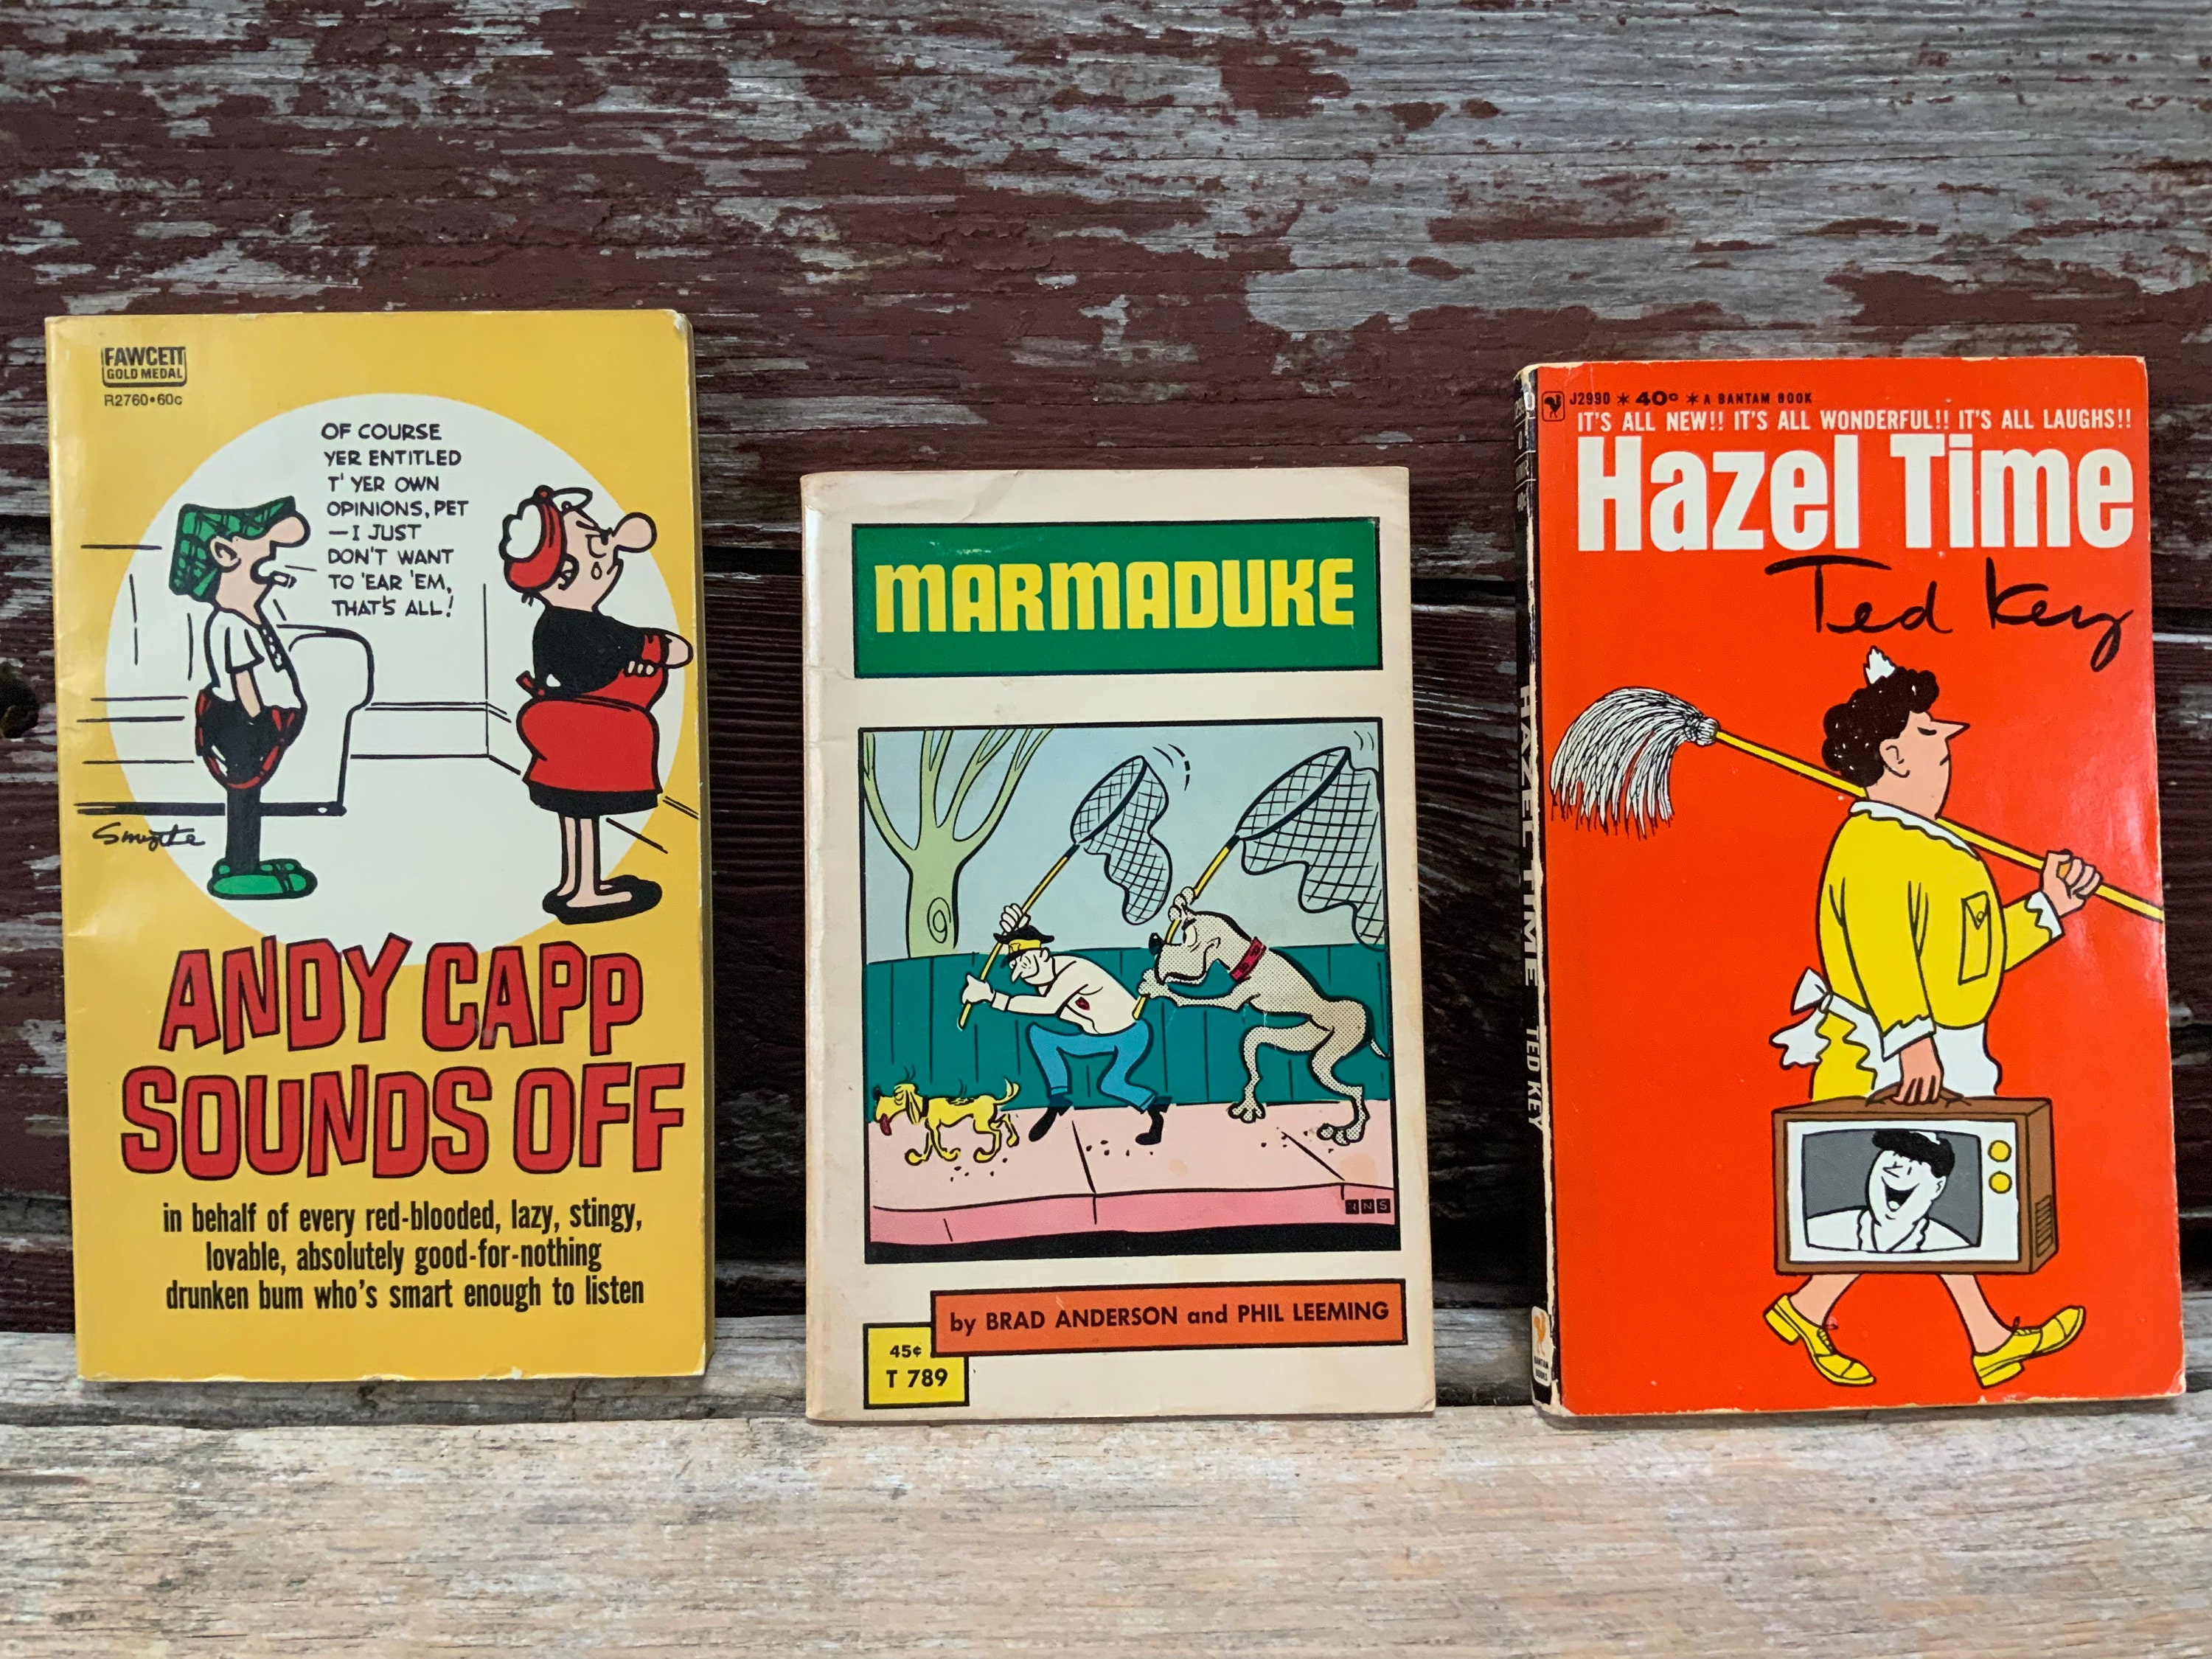 FAWCETT
GOLD MEDAL
R2760•60c
OF COURSE
YER ENTITLED
T' YER OWN
OPINIONS, PET
—I JUST
DON'T WANT
TO 'EAR 'EM,
THAT'S ALL!
Smythe
ANDY CAPP
SOUNDS OFF
in behalf of every red-blooded, lazy, stingy,
lovable, absolutely good-for-nothing
drunken bum who's smart enough to listen
MARMADUKE
by BRAD ANDERSON and PHIL LEEMING
45¢
T 789
HAZEL TIME TED KEY
BANTAM
BOOKS
J2990 * 40c * A BANTAM BOOK
IT'S ALL NEW!! IT'S ALL WONDERFUL!! IT'S ALL LAUGHS!!
Hazel Time
Ted Key